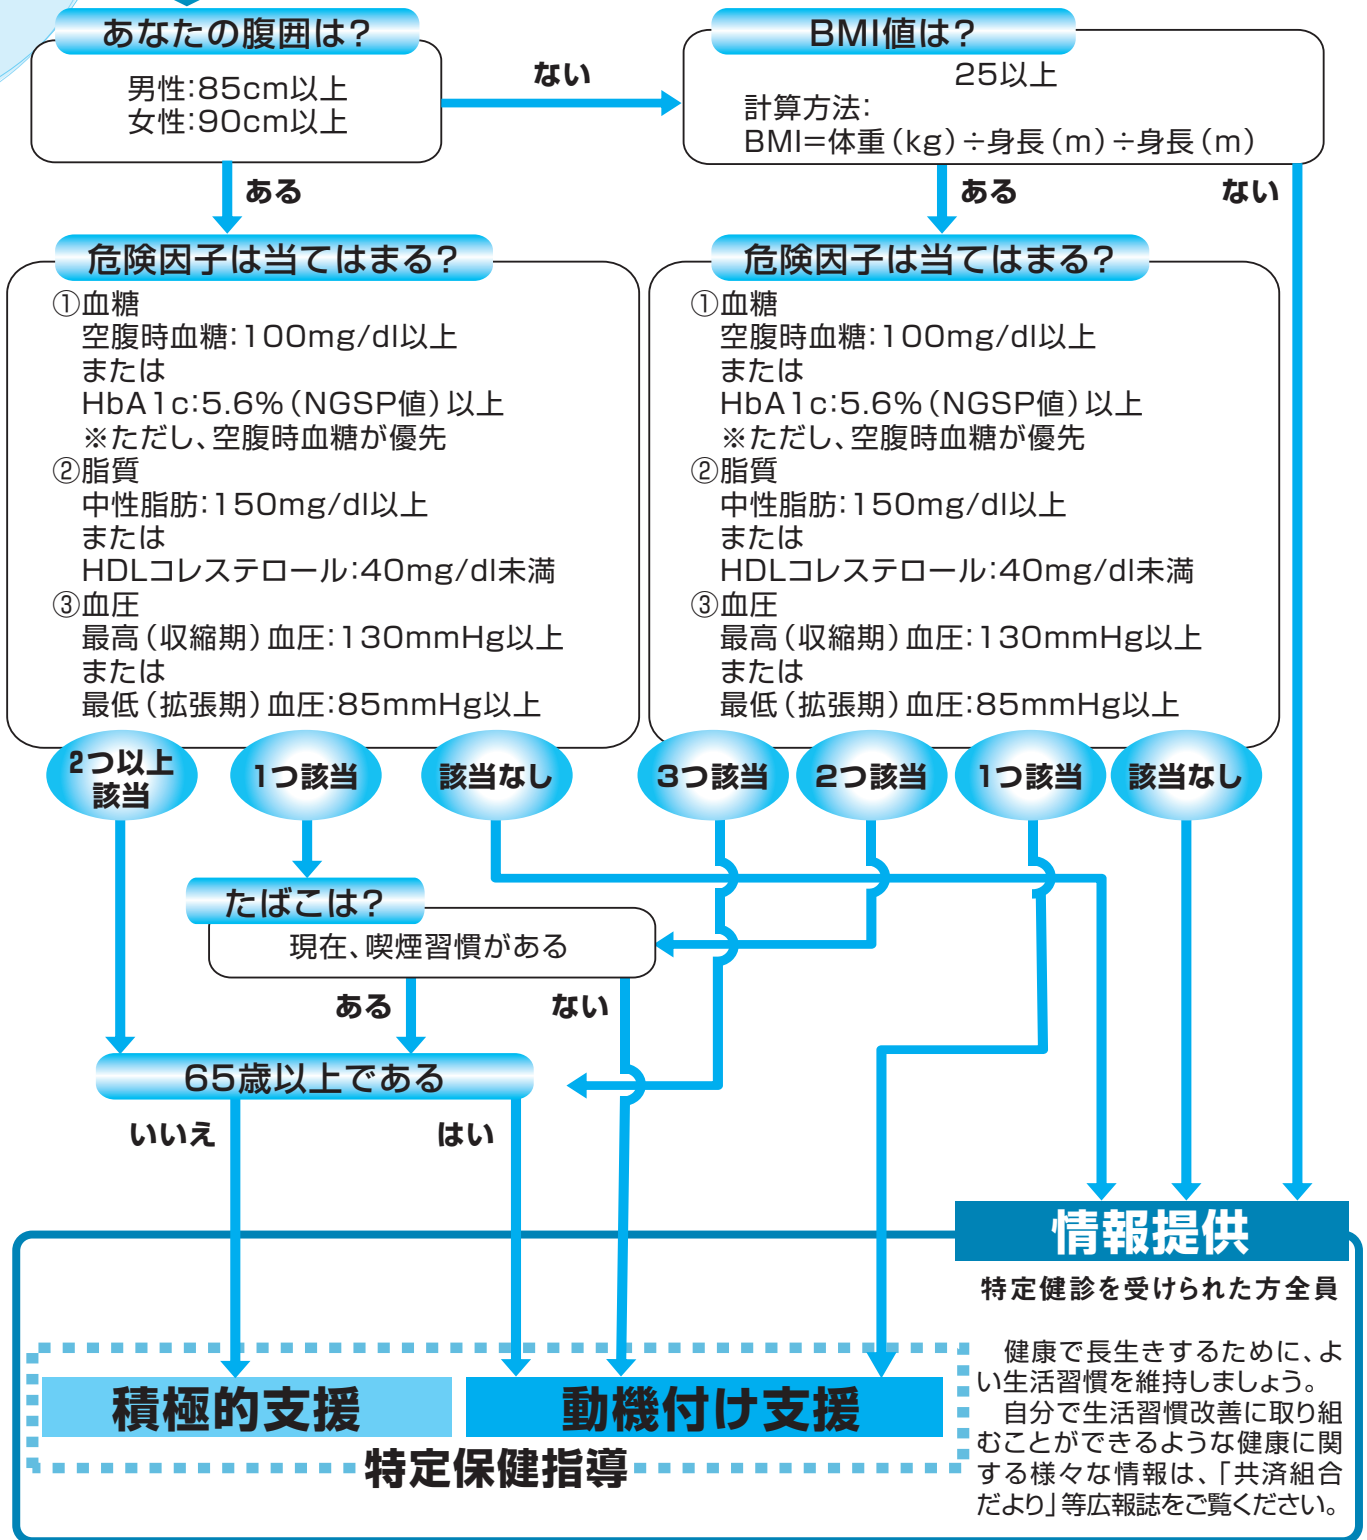 あなたの腹囲は?
男性:85cm以上
女性:90cm以上
ない
BMI値は?
25以上
計算方法:
BMI=体重(kg)÷身長(m)÷身長(m)
ある
ある
ない
危険因子は当てはまる?
①血糖
空腹時血糖:100mg/dl以上
または
HbA1c:5.6%(NGSP値)以上
※ただし、空腹時血糖が優先
②脂質
中性脂肪:150mg/dl以上
または
HDLコレステロール:40mg/dl未満
③血圧
最高(収縮期)血圧:130mmHg以上
または
最低(拡張期)血圧:85mmHg以上
危険因子は当てはまる?
①血糖
空腹時血糖:100mg/dl以上
または
HbA1c:5.6%(NGSP値)以上
※ただし、空腹時血糖が優先
②脂質
中性脂肪:150mg/dl以上
または
HDLコレステロール:40mg/dl未満
③血圧
最高(収縮期)血圧:130mmHg以上
または
最低(拡張期)血圧:85mmHg以上
2つ以上
該当
1つ該当
該当なし
3つ該当
2つ該当
1つ該当
該当なし
たばこは?
現在、喫煙習慣がある
ある
ない
65歳以上である
いいえ
はい
情報提供
特定健診を受けられた方全員
健康で長生きするために、よ
い生活習慣を維持しましょう。
自分で生活習慣改善に取り組
むことができるような健康に関
する様々な情報は、「共済組合
だより」等広報誌をご覧ください。
積極的支援
動機付け支援
特定保健指導